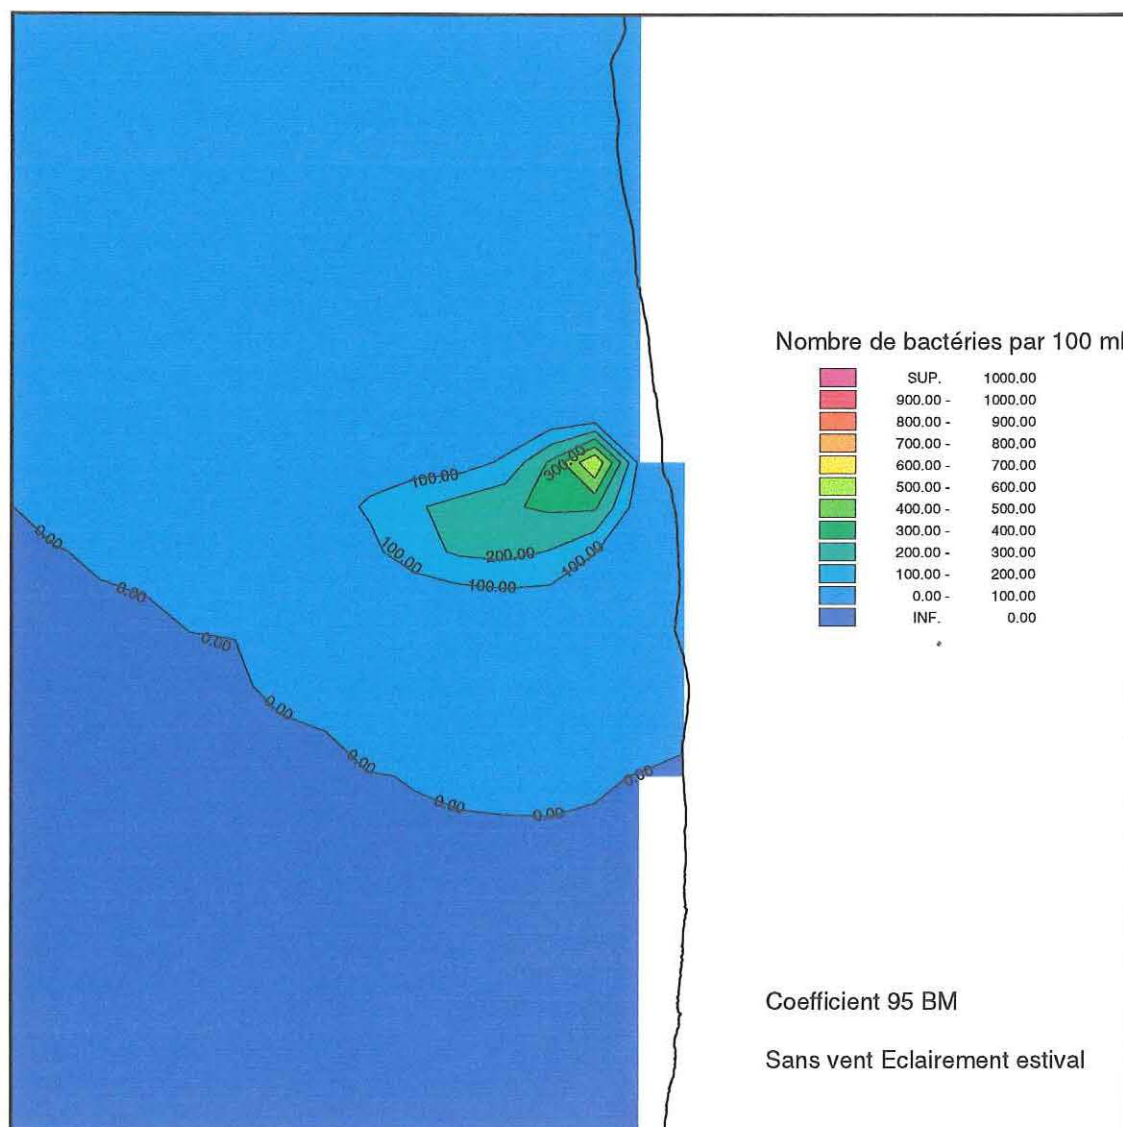 300.00
100.00
200.00
100.00
100.00
100.00
0.00
0.00
0.00
0.00
0.00
0.00
0.00
0.00
Nombre de bactéries par 100 ml
SUP. 1000.00
900.00 - 1000.00
800.00 - 900.00
700.00 - 800.00
600.00 - 700.00
500.00 - 600.00
400.00 - 500.00
300.00 - 400.00
200.00 - 300.00
100.00 - 200.00
0.00 - 100.00
INF. 0.00
Coefficient 95 BM
Sans vent Eclairement estival